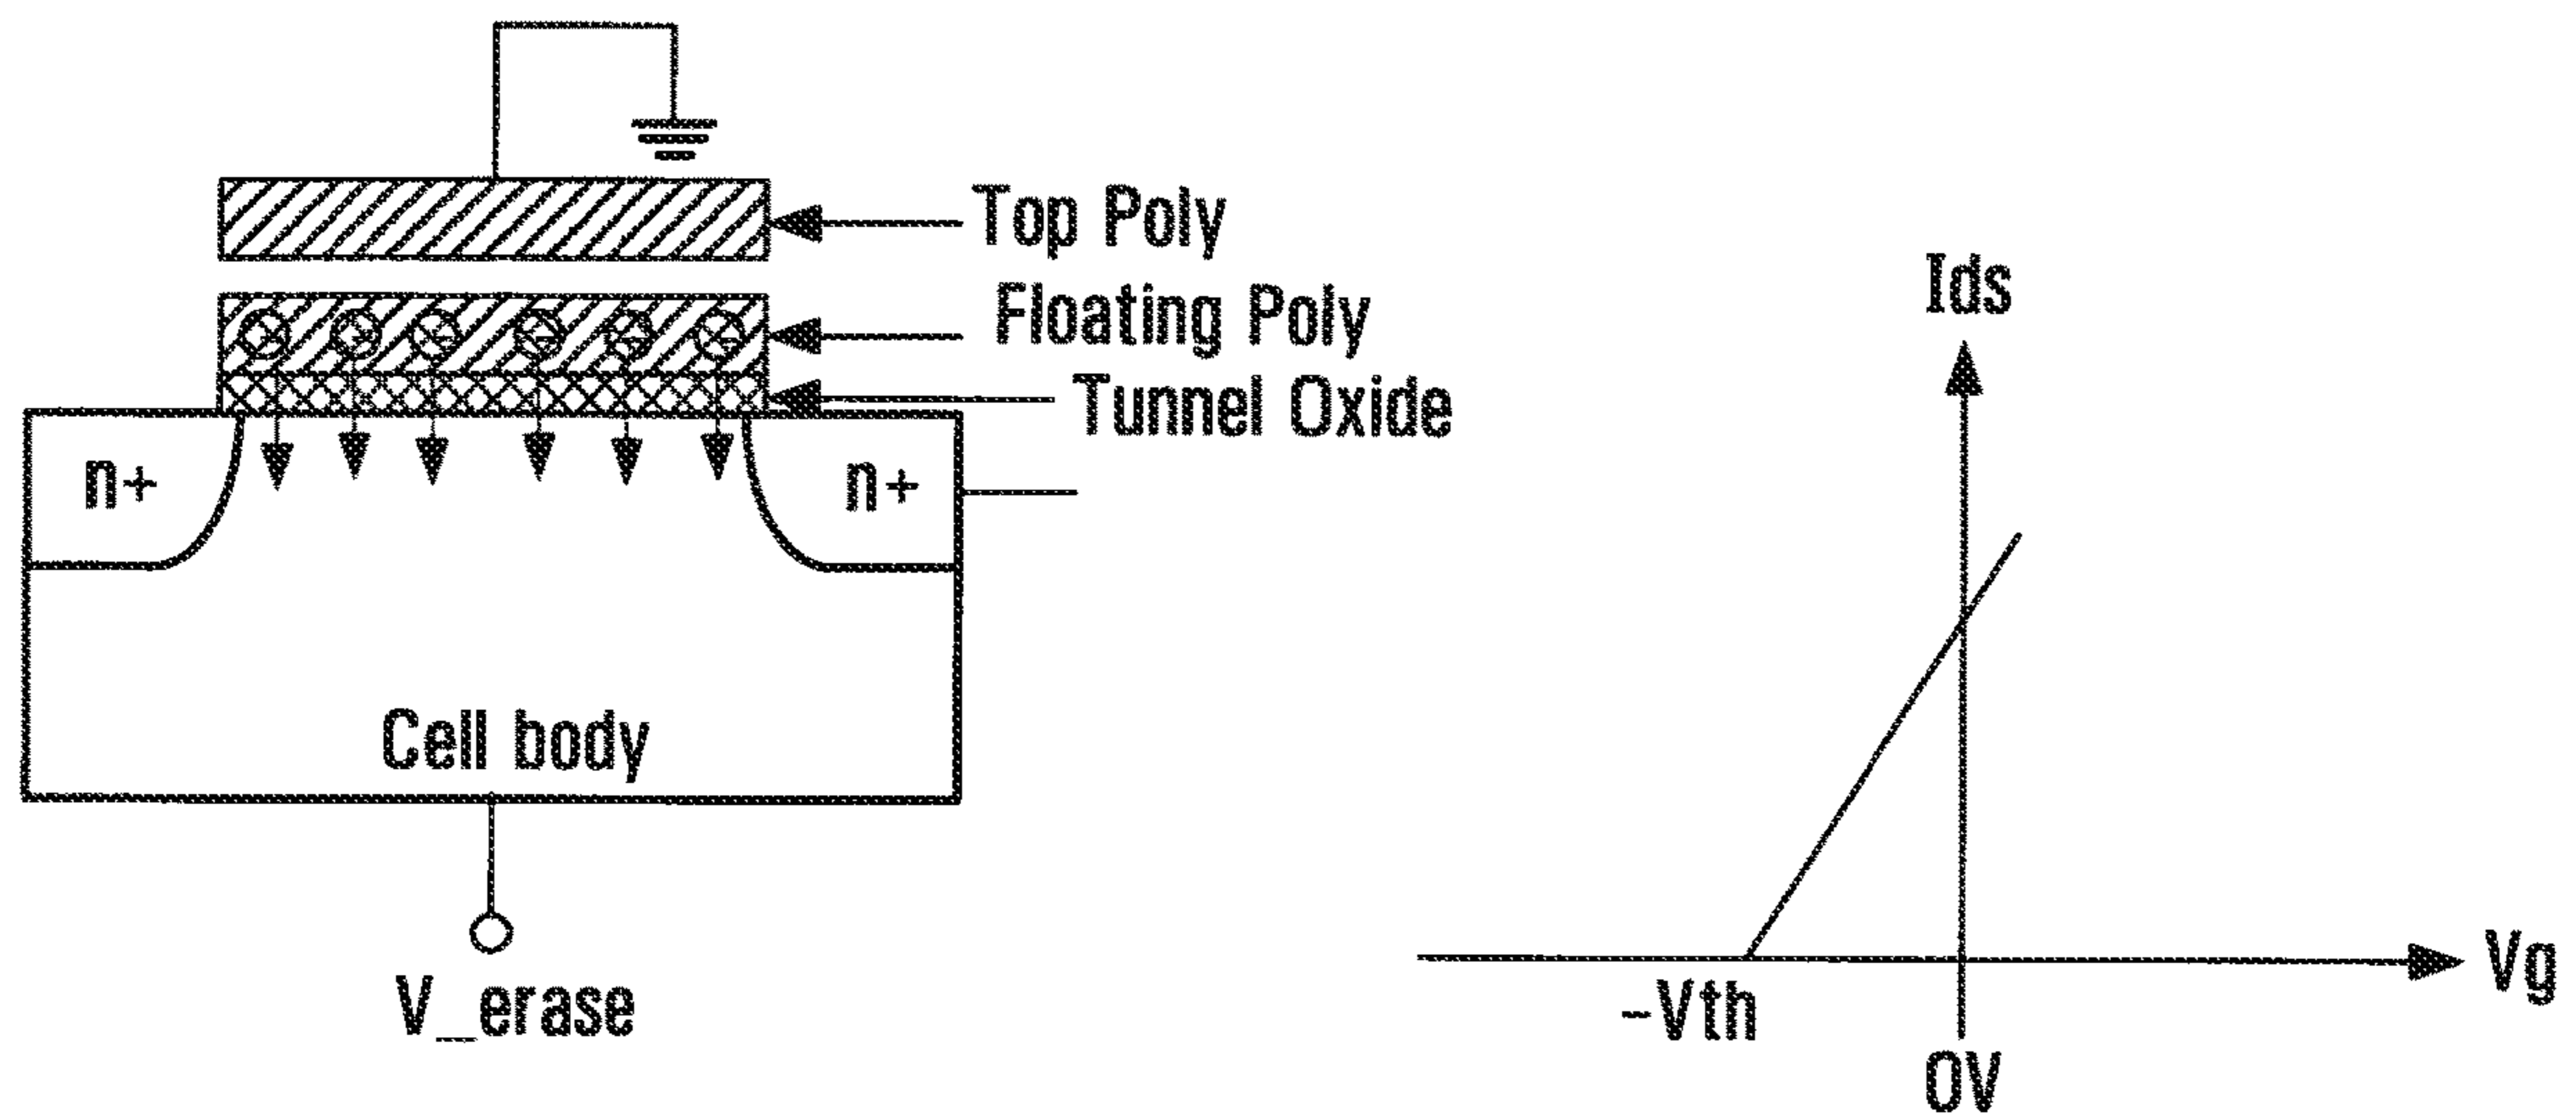 Top Poly
Floating Poly
Tunnel Oxide
n+
n+
Cell body
V_erase
Ids
Vg
-Vth
0V